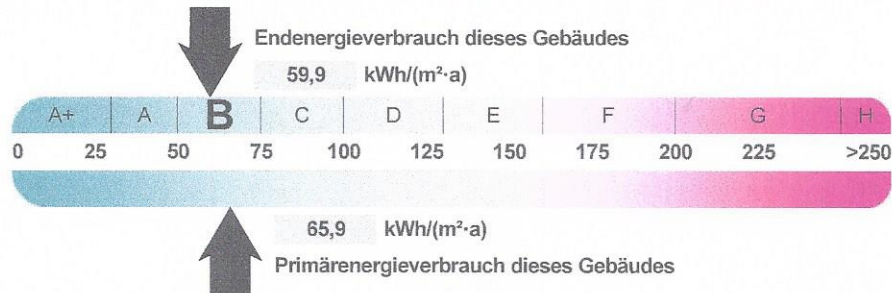 Endenergieverbrauch dieses Gebäudes
59,9 kWh/(m²·a)
A+ A B C D E F G H
0 25 50 75 100 125 150 175 200 225 >250
65,9 kWh/(m²·a)
Primärenergieverbrauch dieses Gebäudes